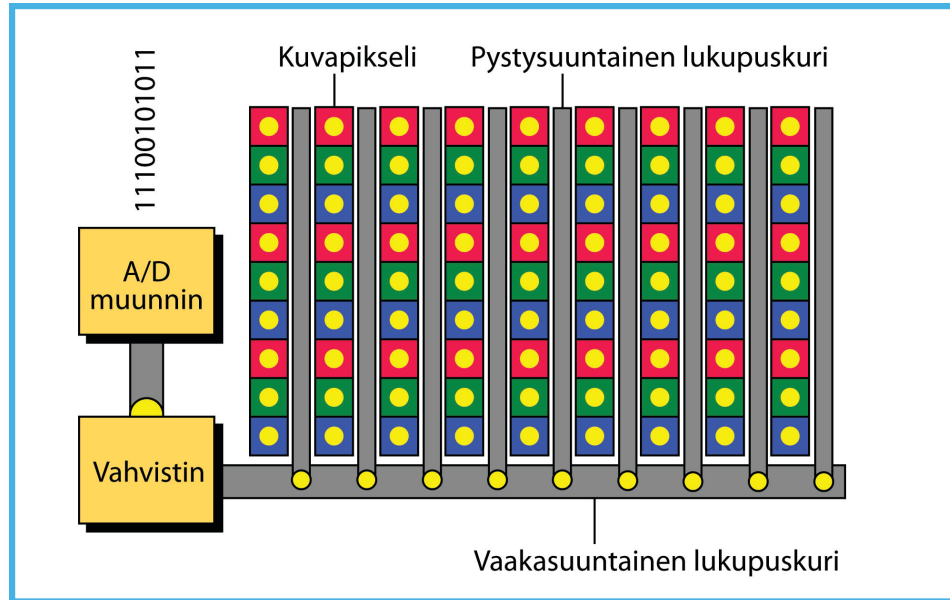 Kuvapikseli
Pystysuuntainen lukupuskuri
11100101011
A/D
muunnin
Vahvistin
Vaakasuuntainen lukupuskuri